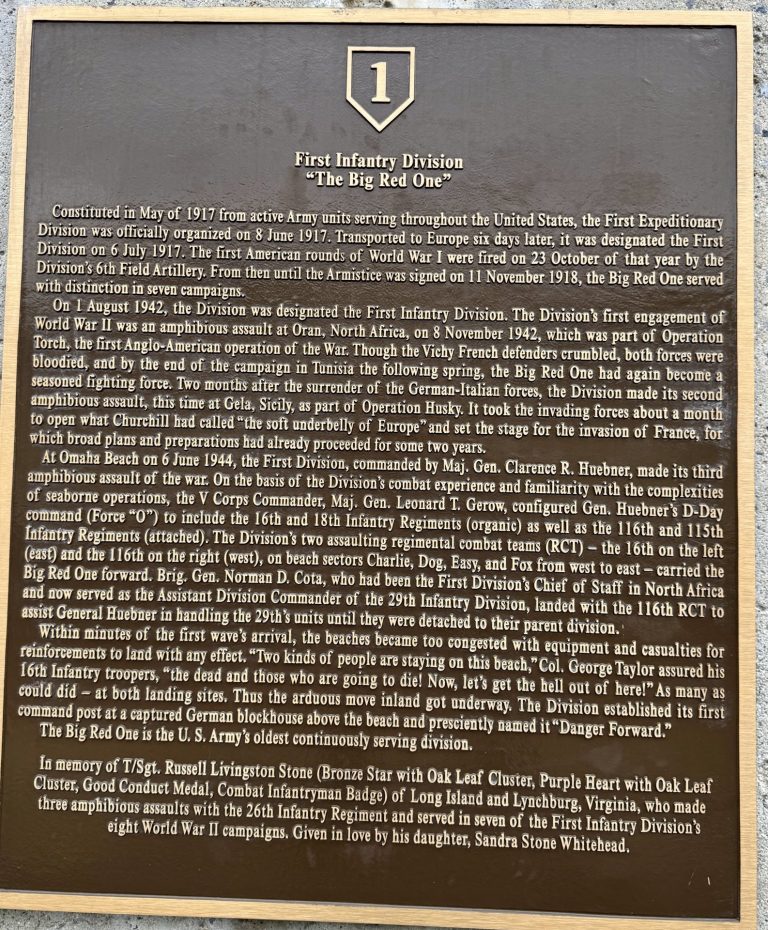 1
First Infantry Division
“The Big Red One”
Constituted in May of 1917 from active Army units serving throughout the United States, the First Expeditionary
Division was officially organized on 8 June 1917. Transported to Europe six days later, it was designated the First
Division on 6 July 1917. The first American rounds of World War I were fired on 23 October of that year by the
Division’s 6th Field Artillery. From then until the Armistice was signed on 11 November 1918, the Big Red One served
with distinction in seven campaigns.
On 1 August 1942, the Division was designated the First Infantry Division. The Division’s first engagement of
World War II was an amphibious assault at Oran, North Africa, on 8 November 1942, which was part of Operation
Torch, the first Anglo-American operation of the War. Though the Vichy French defenders crumbled, both forces were
bloodied, and by the end of the campaign in Tunisia the following spring, the Big Red One had again become a
seasoned fighting force. Two months after the surrender of the German-Italian forces, the Division made its second
amphibious assault, this time at Gela, Sicily, as part of Operation Husky. It took the invading forces about a month
to open what Churchill had called “the soft underbelly of Europe” and set the stage for the invasion of France, for
which broad plans and preparations had already proceeded for some two years.
At Omaha Beach on 6 June 1944, the First Division, commanded by Maj. Gen. Clarence R. Huebner, made its third
amphibious assault of the war. On the basis of the Division’s combat experience and familiarity with the complexities
of seaborne operations, the V Corps Commander, Maj. Gen. Leonard T. Gerow, configured Gen. Huebner’s D-Day
command (Force “O”) to include the 16th and 18th Infantry Regiments (organic) as well as the 116th and 115th
Infantry Regiments (attached). The Division’s two assaulting regimental combat teams (RCT) – the 16th on the left
(east) and the 116th on the right (west), on beach sectors Charlie, Dog, Easy, and Fox from west to east – carried the
Big Red One forward. Brig. Gen. Norman D. Cota, who had been the First Division’s Chief of Staff in North Africa
and now served as the Assistant Division Commander of the 29th Infantry Division, landed with the 116th RCT to
assist General Huebner in handling the 29th’s units until they were detached to their parent division.
Within minutes of the first wave’s arrival, the beaches became too congested with equipment and casualties for
reinforcements to land with any effect. “Two kinds of people are staying on this beach,” Col. George Taylor assured his
16th Infantry troopers, “the dead and those who are going to die! Now, let’s get the hell out of here!” As many as
could did – at both landing sites. Thus the arduous move inland got underway. The Division established its first
command post at a captured German blockhouse above the beach and presciently named it “Danger Forward.”
The Big Red One is the U. S. Army’s oldest continuously serving division.
In memory of T/Sgt. Russell Livingston Stone (Bronze Star with Oak Leaf Cluster, Purple Heart with Oak Leaf
Cluster, Good Conduct Medal, Combat Infantryman Badge) of Long Island and Lynchburg, Virginia, who made
three amphibious assaults with the 26th Infantry Regiment and served in seven of the First Infantry Division’s
eight World War II campaigns. Given in love by his daughter, Sandra Stone Whitehead.